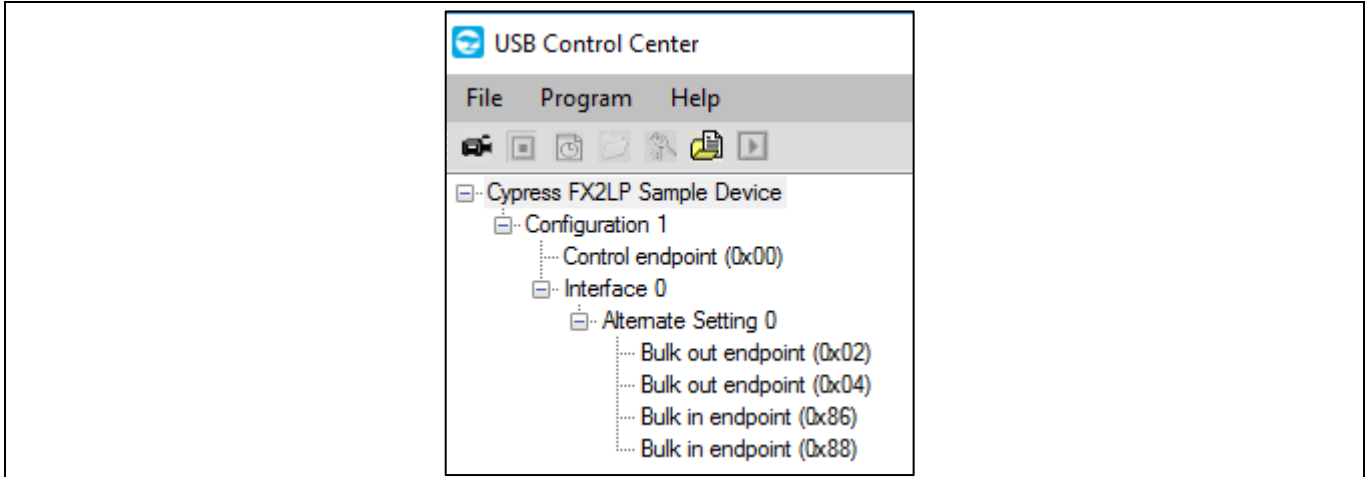 USB Control Center
File Program Help
Cypress FX2LP Sample Device
Configuration 1
Control endpoint (0x00)
Interface 0
Alternate Setting 0
Bulk out endpoint (0x02)
Bulk out endpoint (0x04)
Bulk in endpoint (0x86)
Bulk in endpoint (0x88)